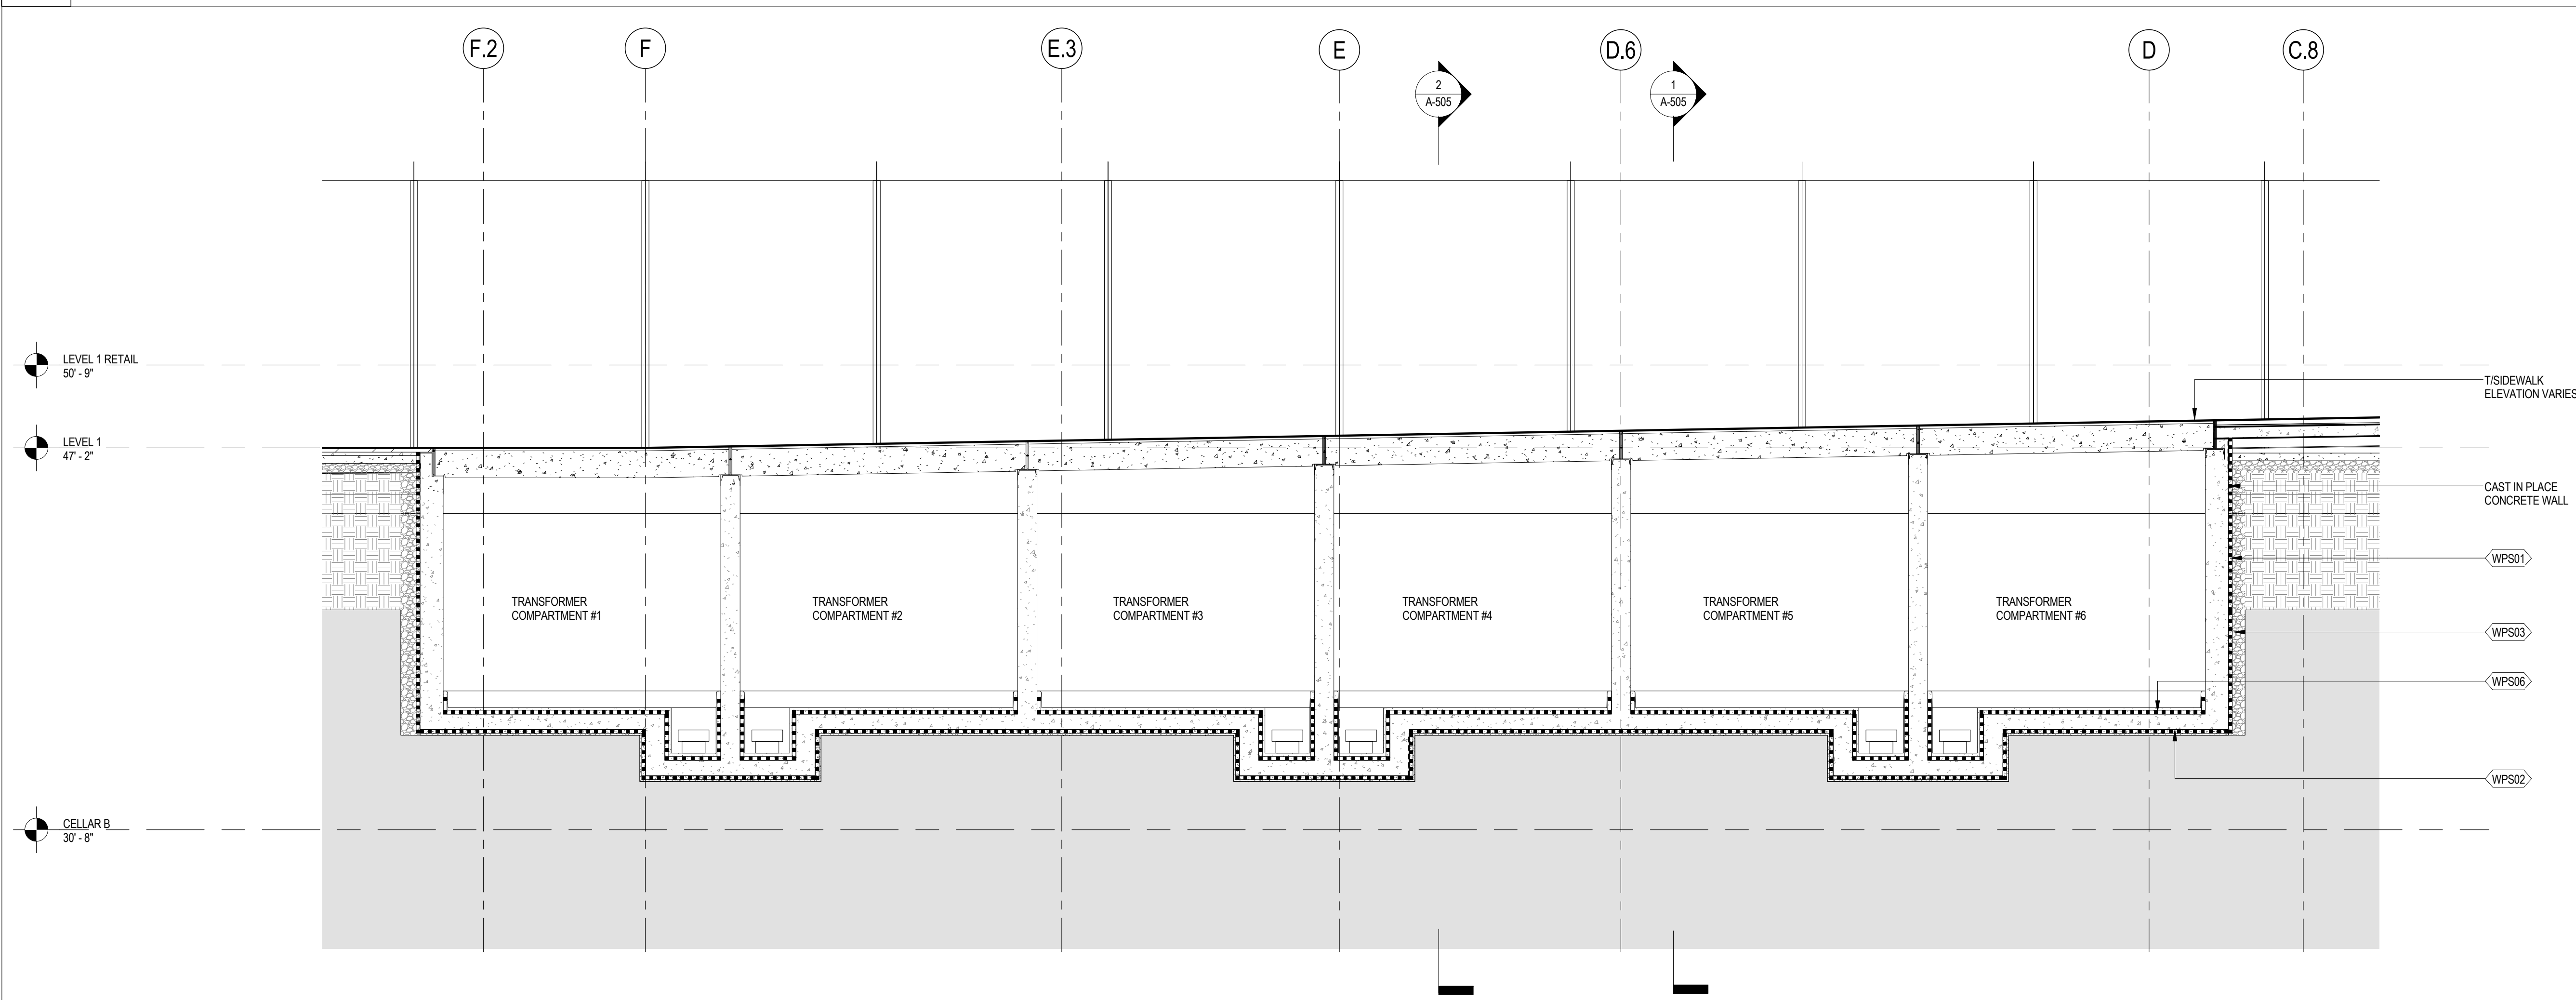 F.2
F
E.3
E
D.6
D
C.8
2
A-505
1
A-505
LEVEL 1 RETAIL
50' - 9"
T/SIDEWALK
ELEVATION VARIES
LEVEL 1
47' - 2"
CAST IN PLACE
CONCRETE WALL
WPS01
TRANSFORMER
COMPARTMENT #1
TRANSFORMER
COMPARTMENT #2
TRANSFORMER
COMPARTMENT #3
TRANSFORMER
COMPARTMENT #4
TRANSFORMER
COMPARTMENT #5
TRANSFORMER
COMPARTMENT #6
WPS03
WPS06
WPS02
CELLAR B
30' - 8"